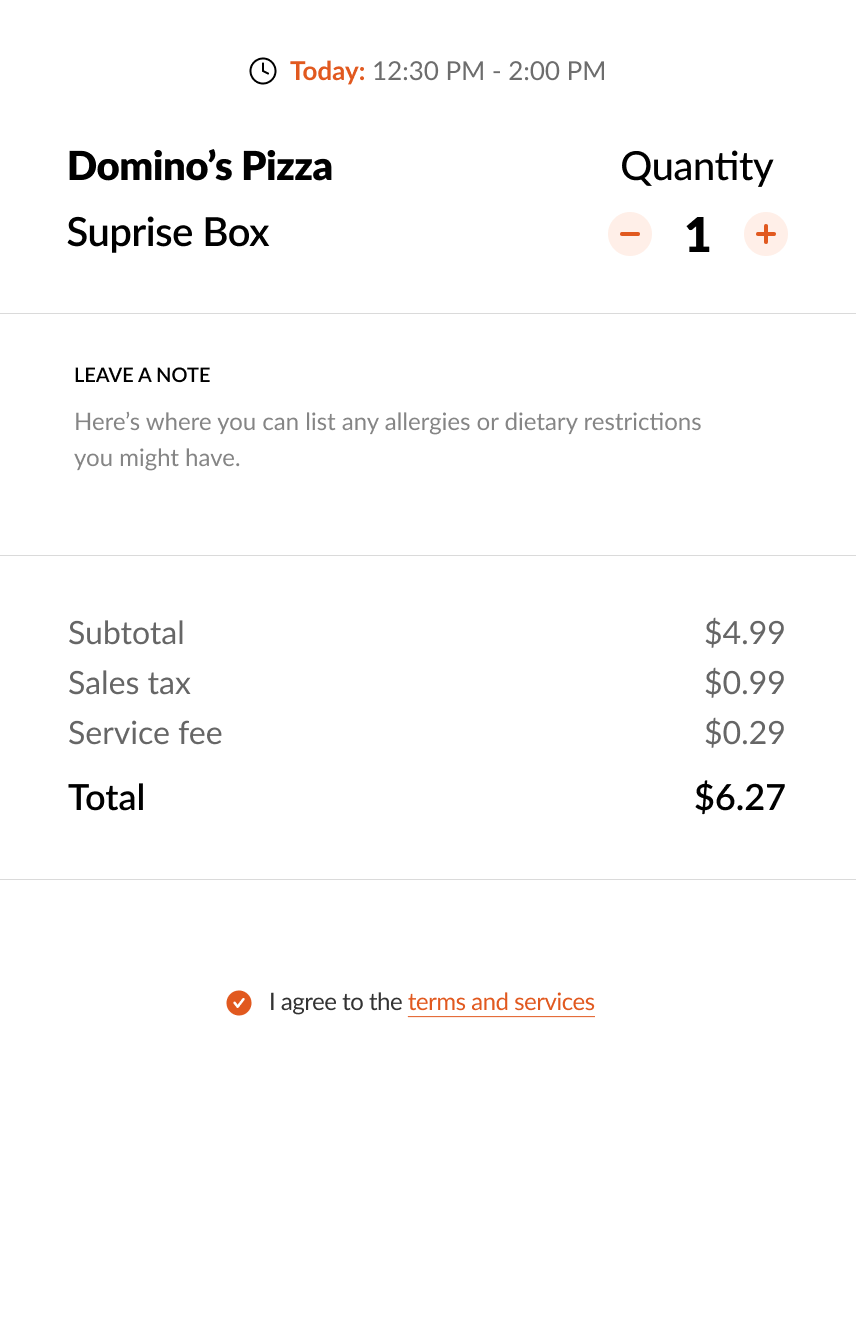 Today: 12:30 PM - 2:00 PM
Domino’s Pizza Quantity
Suprise Box 1
LEAVE A NOTE
Here’s where you can list any allergies or dietary restrictions
you might have.
Subtotal $4.99
Sales tax $0.99
Service fee $0.29
Total $6.27
I agree to the terms and services